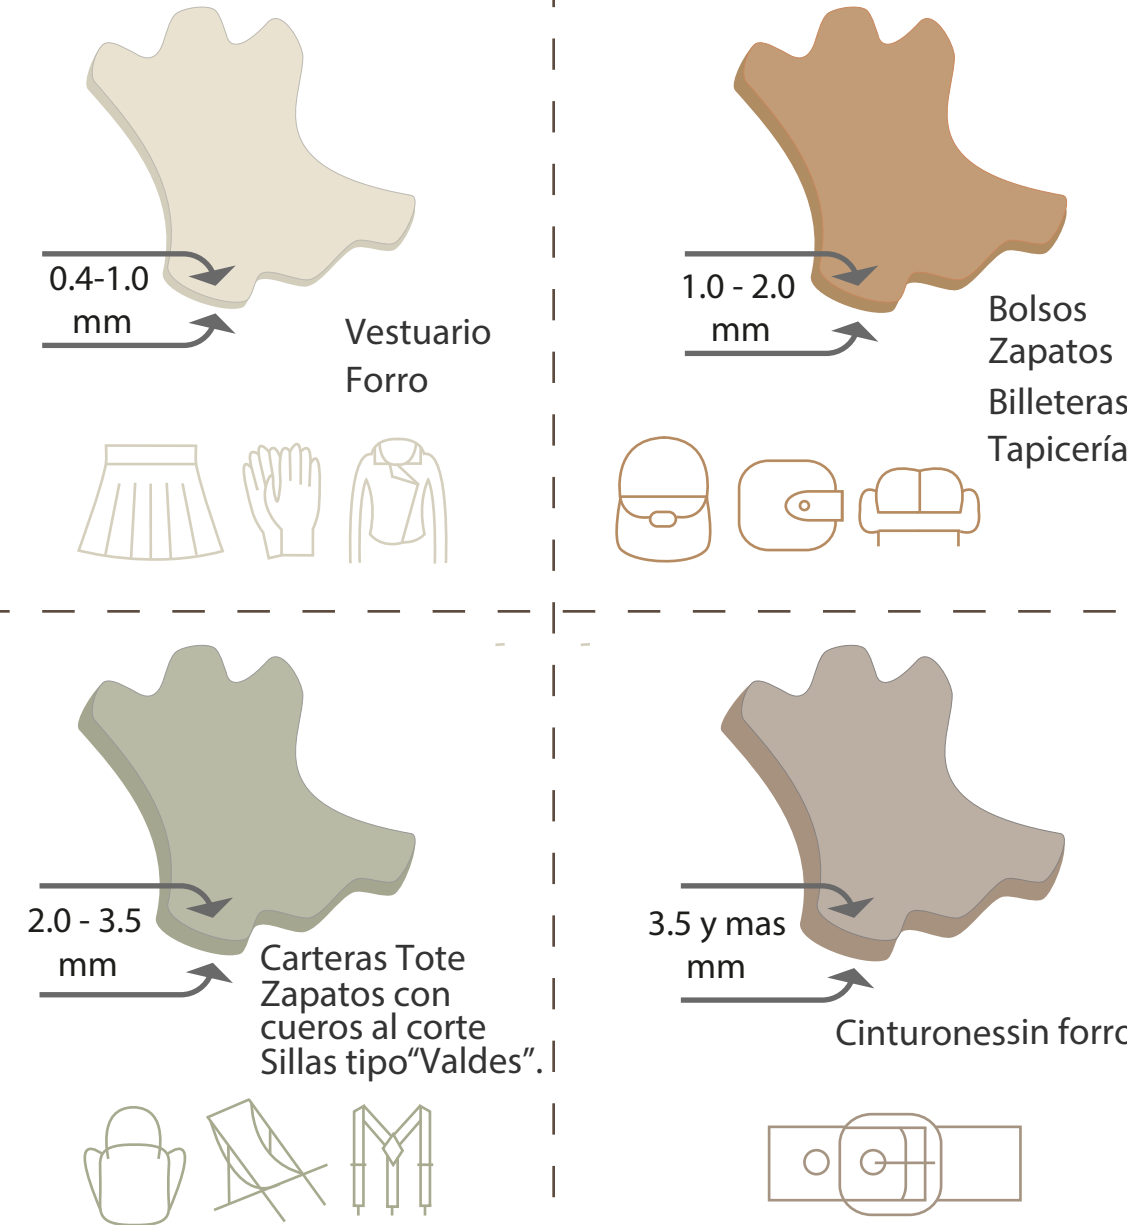 0.4-1.0
mm
Vestuario
Forro
1.0 - 2.0
mm
Bolsos
Zapatos
Billeteras
Tapicería
2.0 - 3.5
mm
Carteras Tote
Zapatos con
cueros al corte
Sillas tipo“Valdes”.
3.5 y mas
mm
Cinturonessin forro